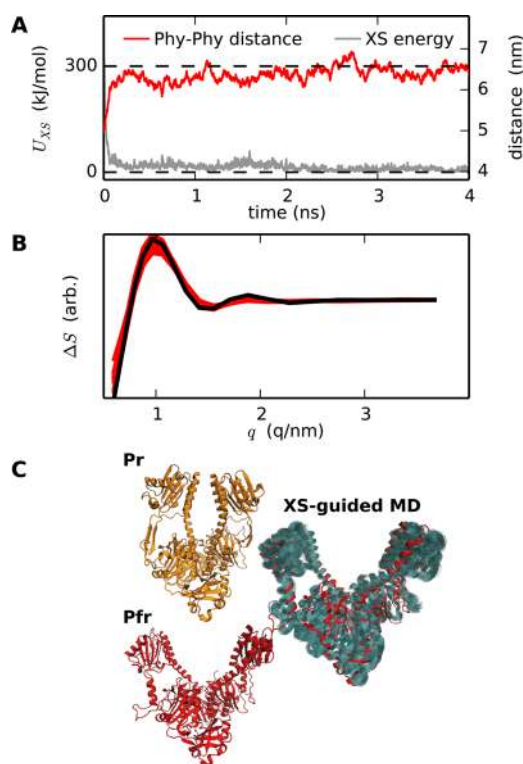 A
Phy-Phy distance
XS energy
U_XS (kJ/mol)
300
0
0
1
2
3
4
time (ns)
7
6
5
4
distance (nm)
B
ΔS (arb.)
1
2
3
q (q/nm)
C
Pr
XS-guided MD
Pfr